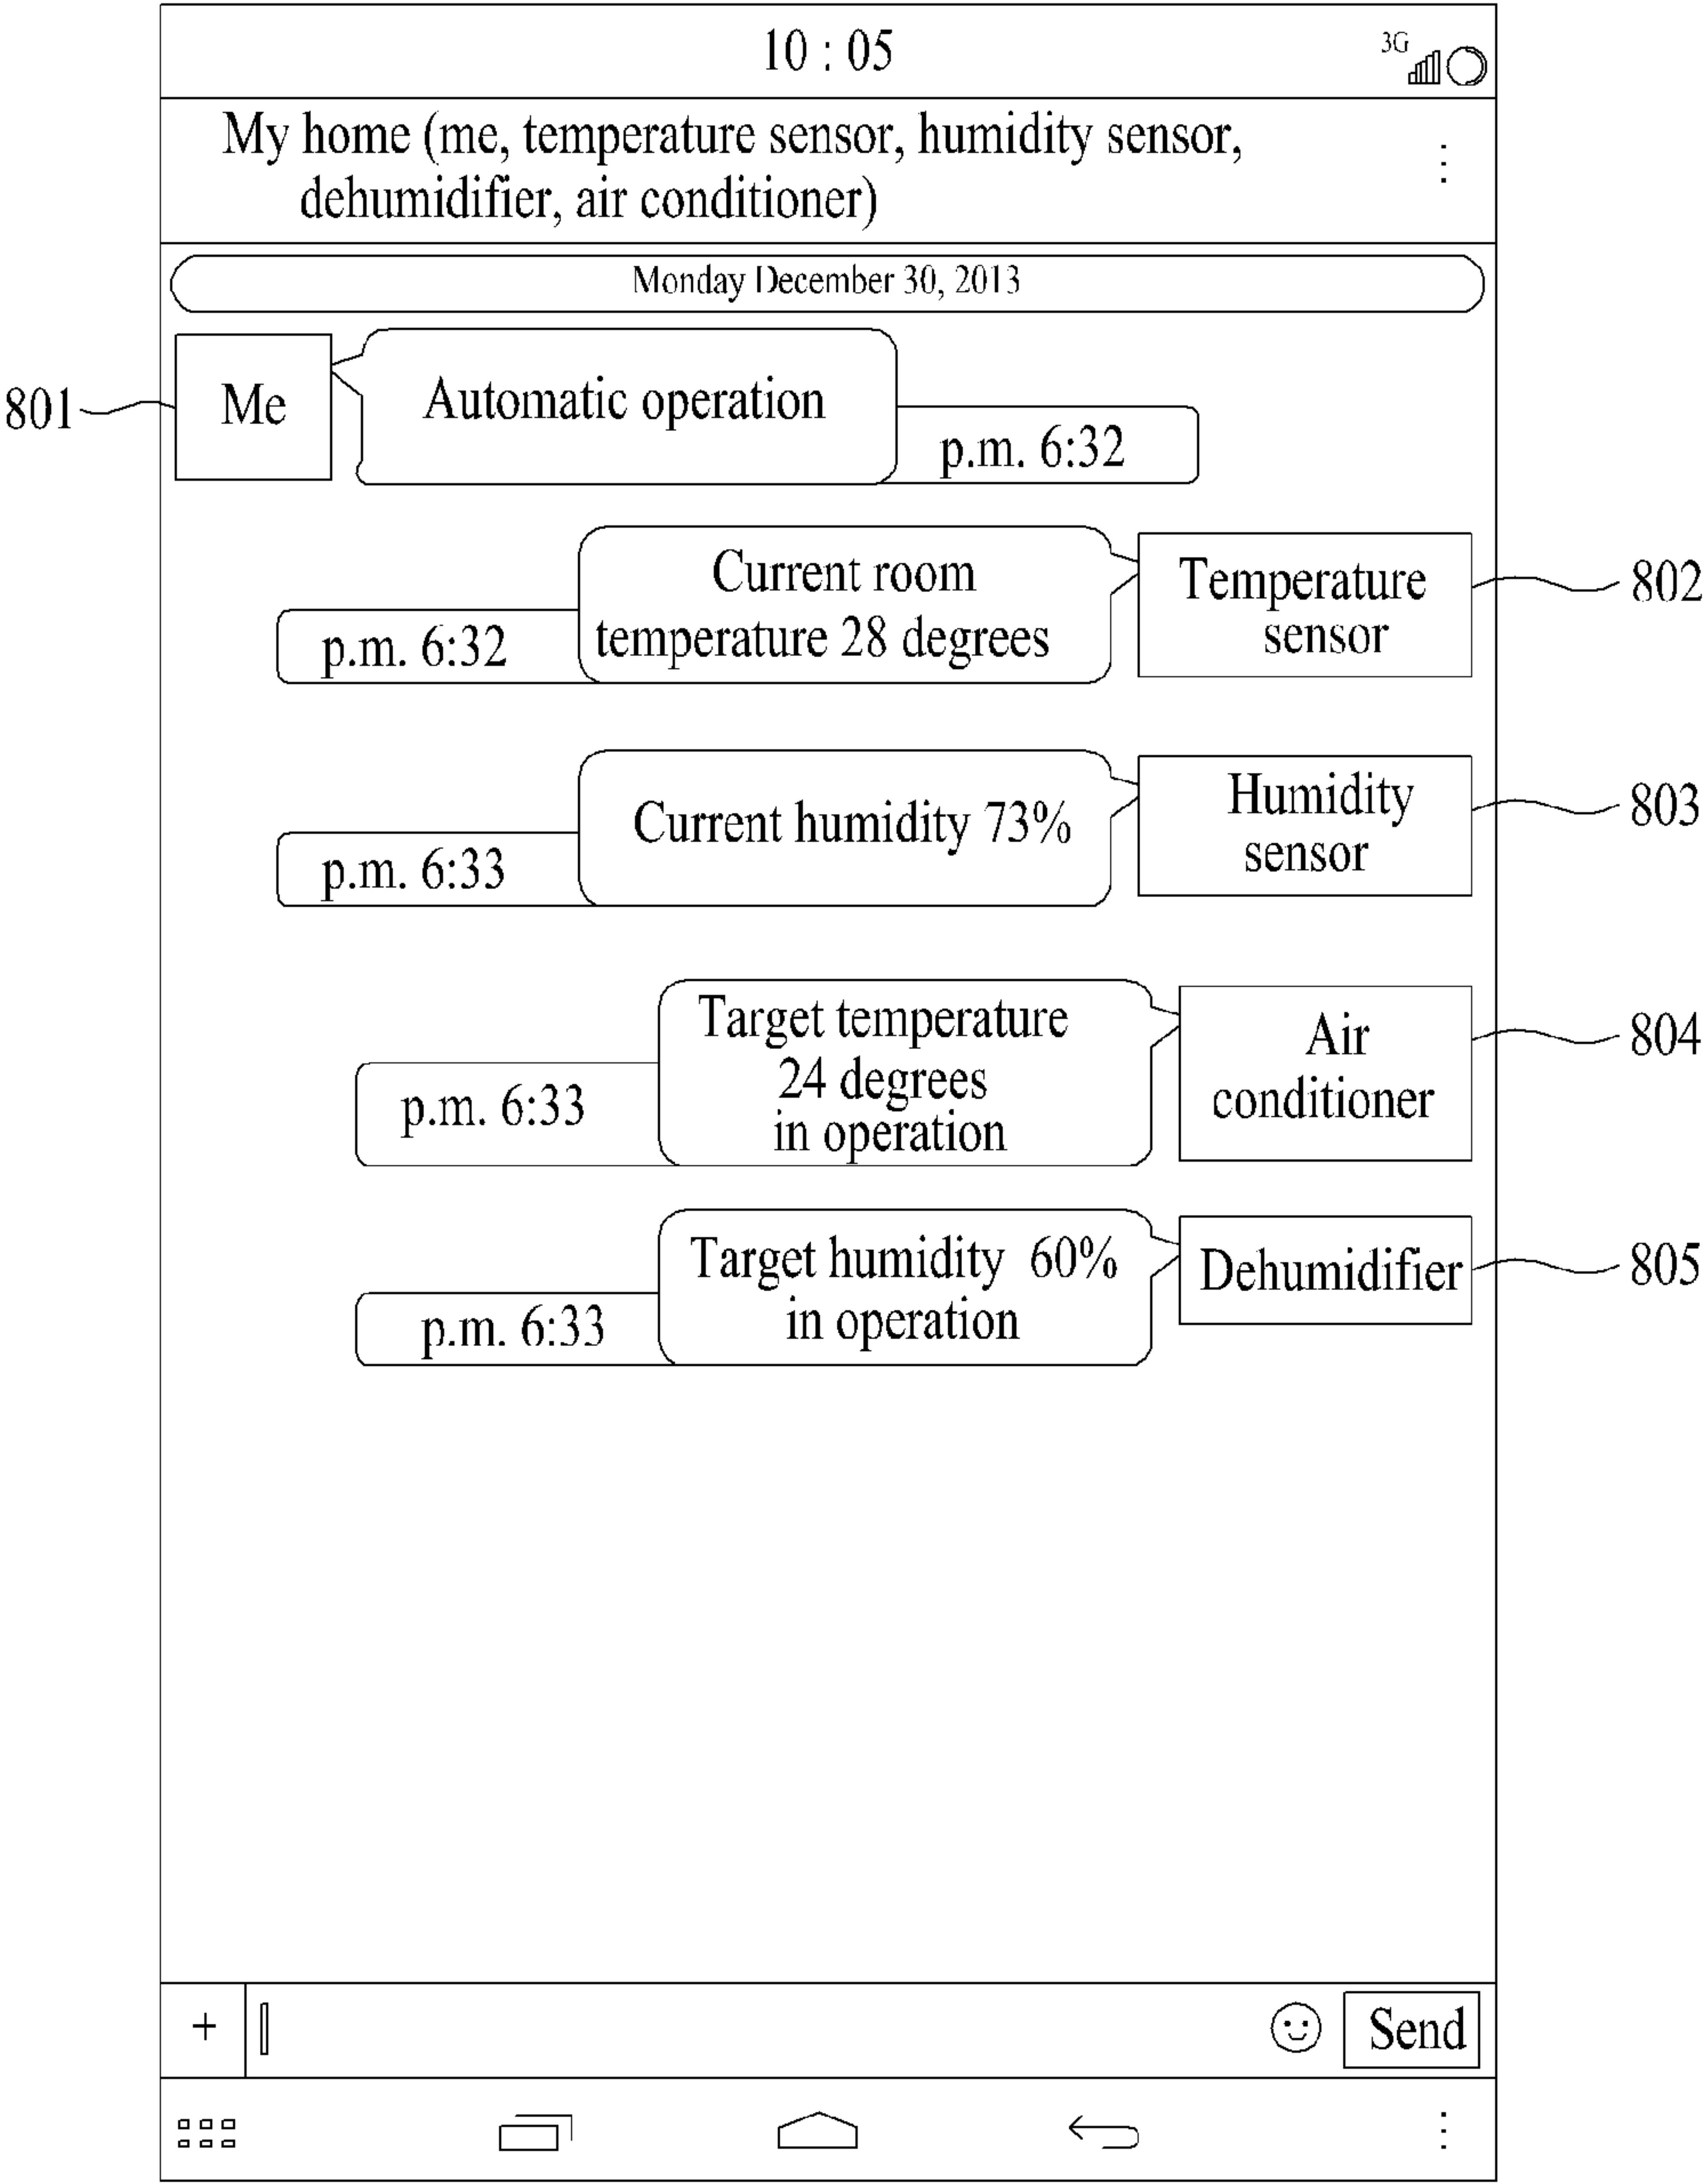 10 : 05
3G
My home (me, temperature sensor, humidity sensor,
dehumidifier, air conditioner)
Monday December 30, 2013
801
Me
Automatic operation
p.m. 6:32
Current room
temperature 28 degrees
p.m. 6:32
Temperature
sensor
802
Current humidity 73%
p.m. 6:33
Humidity
sensor
803
Target temperature
24 degrees
in operation
p.m. 6:33
Air
conditioner
804
Target humidity 60%
in operation
p.m. 6:33
Dehumidifier
805
+
Send